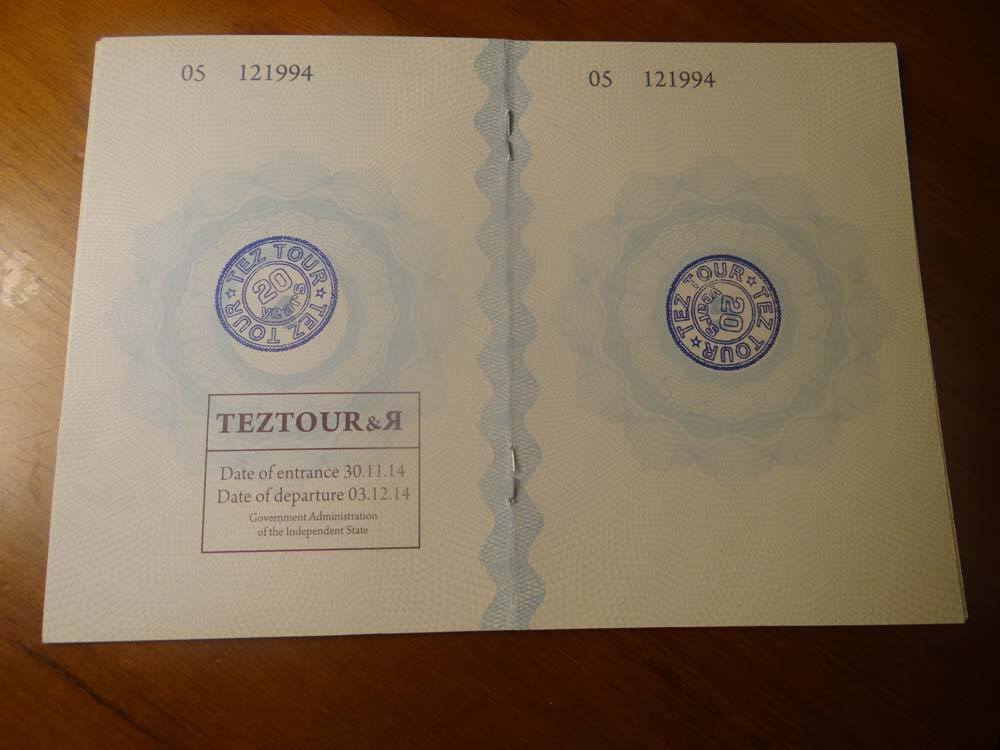 05 121994
TEZ TOUR ☆ TEZ TOUR ☆
20
years
TEZTOUR&Я
Date of entrance 30.11.14
Date of departure 03.12.14
Government Administration
of the Independent State
05 121994
TEZ TOUR ☆ TEZ TOUR ☆
20
years